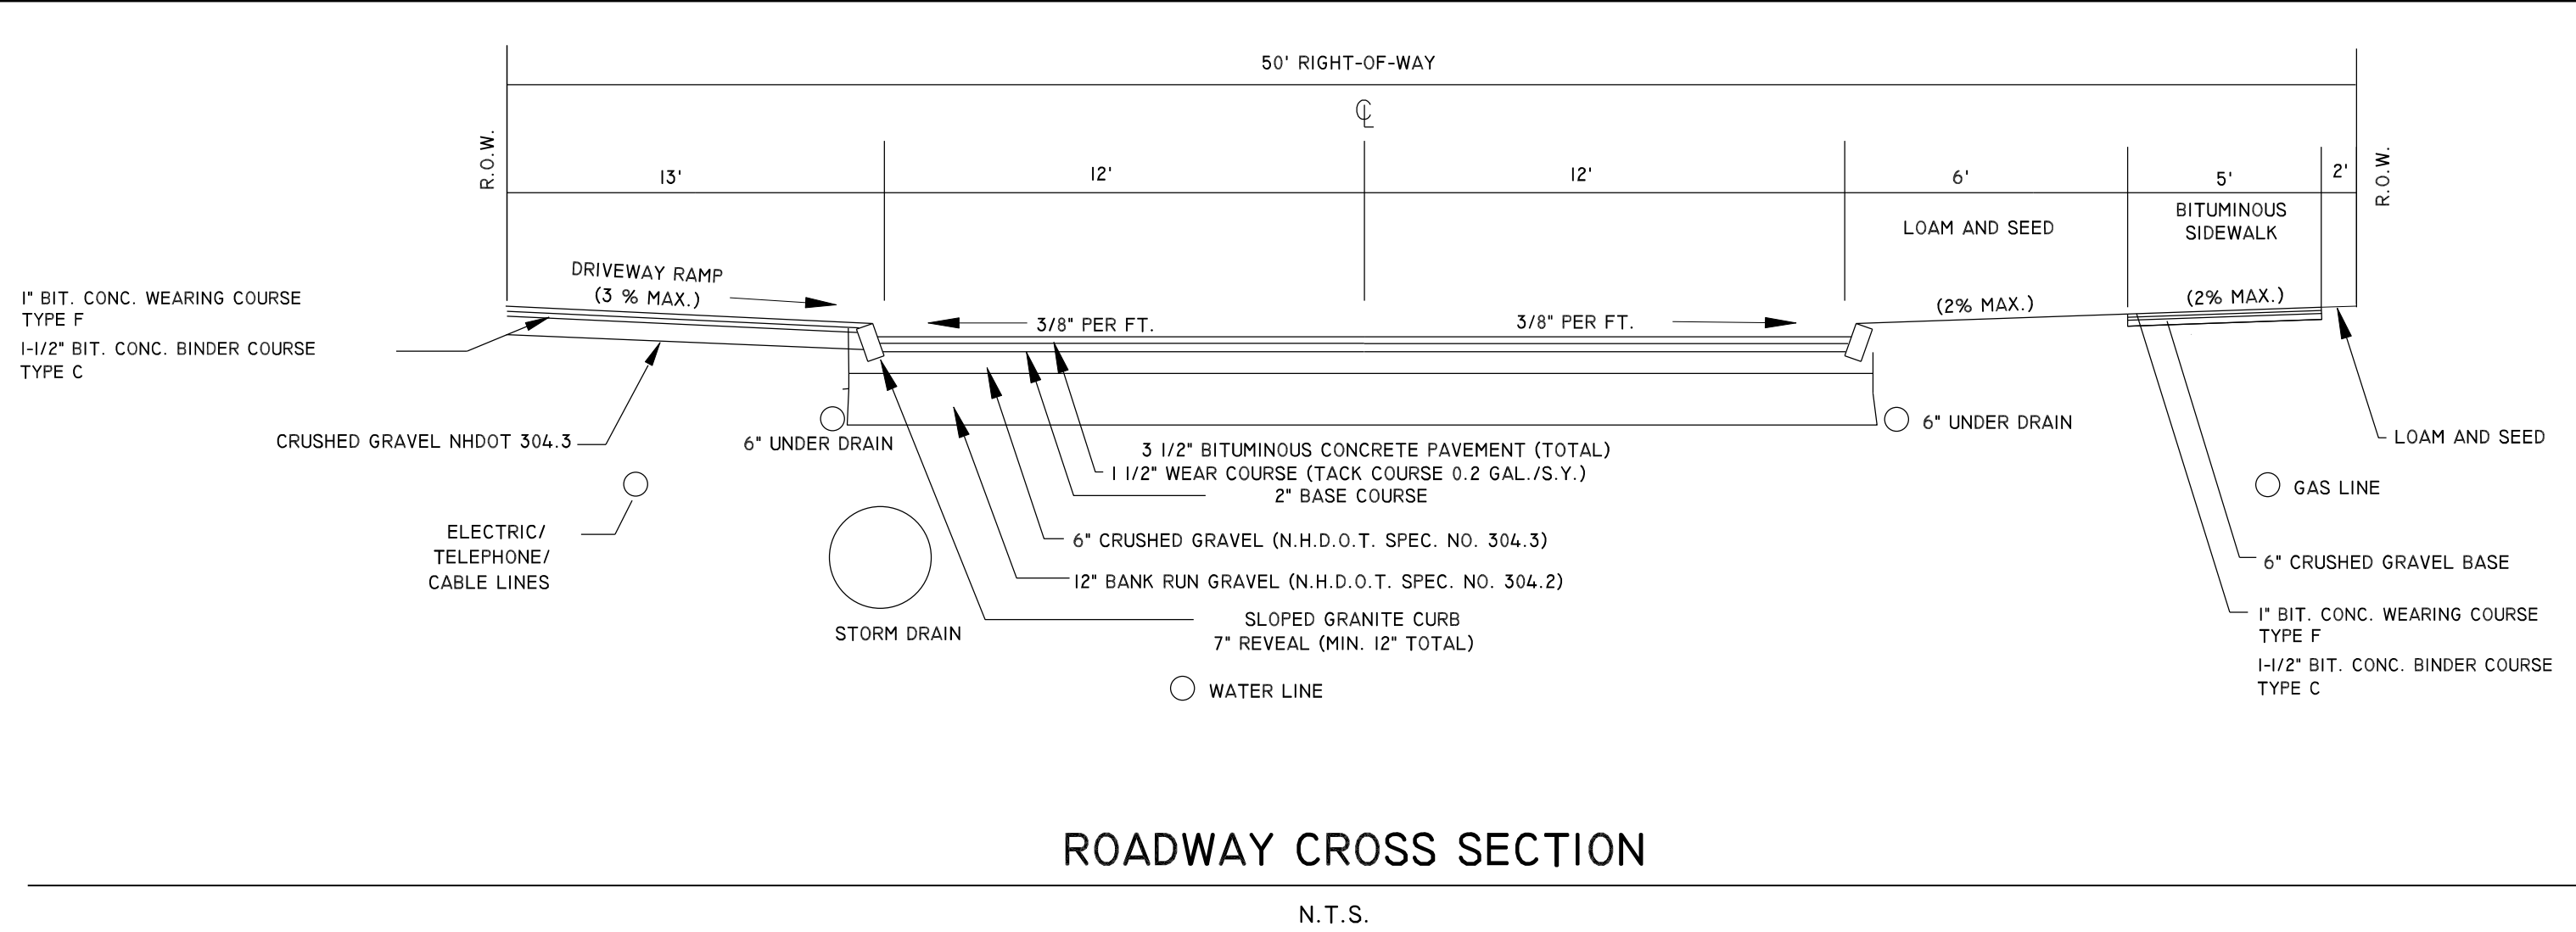 50' RIGHT-OF-WAY
℄
R.O.W.
13'
12'
12'
6'
5'
2'
R.O.W.
LOAM AND SEED
BITUMINOUS
SIDEWALK
DRIVEWAY RAMP
(3 % MAX.)
3/8" PER FT.
3/8" PER FT.
(2% MAX.)
(2% MAX.)
1" BIT. CONC. WEARING COURSE
TYPE F
1-1/2" BIT. CONC. BINDER COURSE
TYPE C
CRUSHED GRAVEL NHDOT 304.3
6" UNDER DRAIN
6" UNDER DRAIN
LOAM AND SEED
3 1/2" BITUMINOUS CONCRETE PAVEMENT (TOTAL)
1 1/2" WEAR COURSE (TACK COURSE 0.2 GAL./S.Y.)
2" BASE COURSE
GAS LINE
ELECTRIC/
TELEPHONE/
CABLE LINES
6" CRUSHED GRAVEL (N.H.D.O.T. SPEC. NO. 304.3)
12" BANK RUN GRAVEL (N.H.D.O.T. SPEC. NO. 304.2)
6" CRUSHED GRAVEL BASE
STORM DRAIN
SLOPED GRANITE CURB
7" REVEAL (MIN. 12" TOTAL)
1" BIT. CONC. WEARING COURSE
TYPE F
1-1/2" BIT. CONC. BINDER COURSE
TYPE C
WATER LINE
ROADWAY CROSS SECTION
N.T.S.